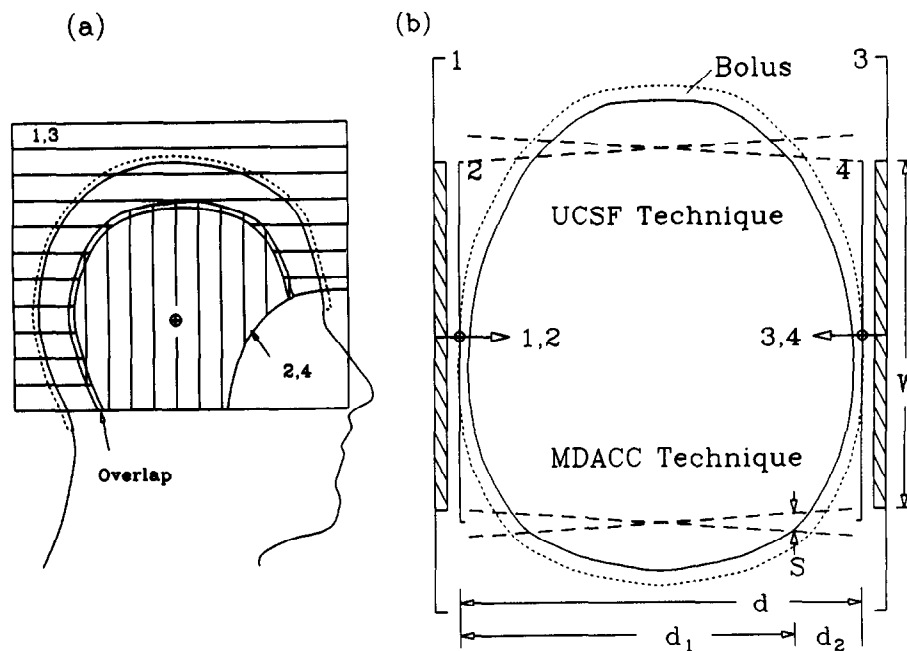 (a)
1,3
2,4
Overlap
(b)
1
3
Bolus
2
4
UCSF Technique
1,2
3,4
W
MDACC Technique
S
d
d1
d2